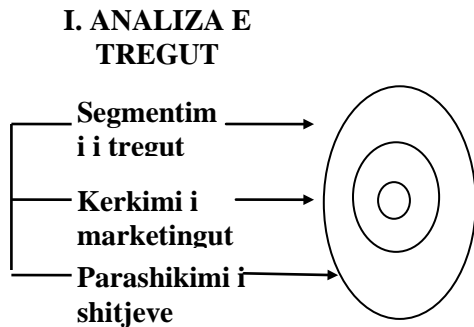 I. ANALIZA E
TREGUT
Segmentim
i i tregut
Kerkimi i
marketingut
Parashikimi i
shitjeve